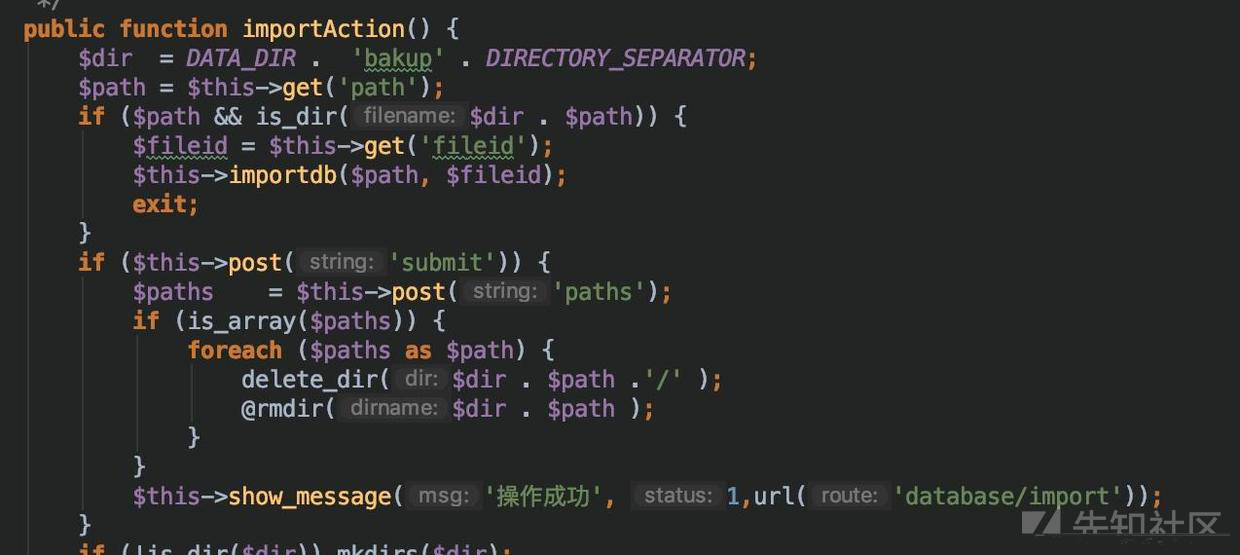 */
public function importAction() {
$dir = DATA_DIR . 'bakup' . DIRECTORY_SEPARATOR;
$path = $this->get('path');
if ($path && is_dir( filename: $dir . $path)) {
$fileid = $this->get('fileid');
$this->importdb($path, $fileid);
exit;
}
if ($this->post( string: 'submit')) {
$paths = $this->post( string: 'paths');
if (is_array($paths)) {
foreach ($paths as $path) {
delete_dir( dir: $dir . $path .'/' );
@rmdir( dirname: $dir . $path );
}
}
$this->show_message( msg: '操作成功', status: 1,url( route: 'database/import'));
}
if (!is_dir($dir)) mkdirs($dir);
先知社区